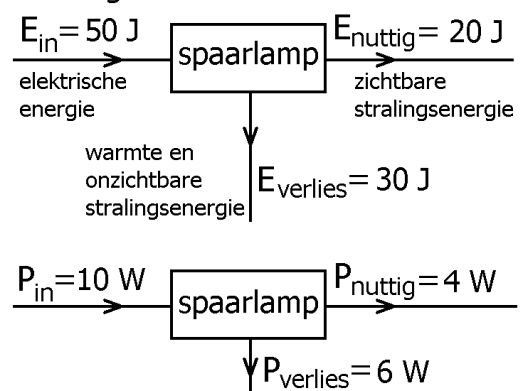 E_in = 50 J
spaarlamp
E_nuttig = 20 J
elektrische
energie
zichtbare
stralingsenergie
warmte en
onzichtbare
stralingsenergie
E_verlies = 30 J
P_in = 10 W
spaarlamp
P_nuttig = 4 W
P_verlies = 6 W